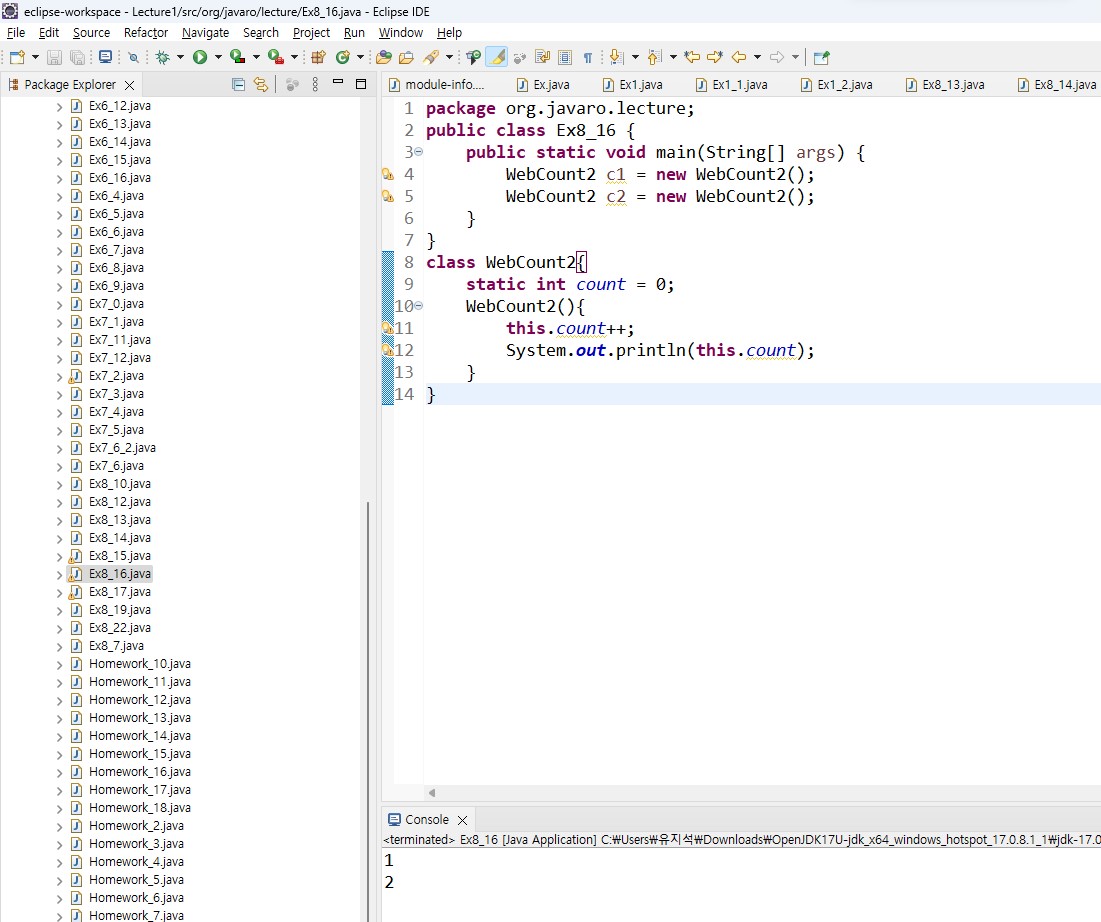 eclipse-workspace - Lecture1/src/org/javaro/lecture/Ex8_16.java - Eclipse IDE
File Edit Source Refactor Navigate Search Project Run Window Help
Package Explorer
Ex6_12.java
Ex6_13.java
Ex6_14.java
Ex6_15.java
Ex6_16.java
Ex6_4.java
Ex6_5.java
Ex6_6.java
Ex6_7.java
Ex6_8.java
Ex6_9.java
Ex7_0.java
Ex7_1.java
Ex7_11.java
Ex7_12.java
Ex7_2.java
Ex7_3.java
Ex7_4.java
Ex7_5.java
Ex7_6_2.java
Ex7_6.java
Ex8_10.java
Ex8_12.java
Ex8_13.java
Ex8_14.java
Ex8_15.java
Ex8_16.java
Ex8_17.java
Ex8_19.java
Ex8_22.java
Ex8_7.java
Homework_10.java
Homework_11.java
Homework_12.java
Homework_13.java
Homework_14.java
Homework_15.java
Homework_16.java
Homework_17.java
Homework_18.java
Homework_2.java
Homework_3.java
Homework_4.java
Homework_5.java
Homework_6.java
Homework_7.java
module-info.... Ex.java Ex1.java Ex1_1.java Ex1_2.java Ex8_13.java Ex8_14.java
1 package org.javaro.lecture;
2 public class Ex8_16 {
3 public static void main(String[] args) {
4 WebCount2 c1 = new WebCount2();
5 WebCount2 c2 = new WebCount2();
6 }
7 }
8 class WebCount2{
9 static int count = 0;
10 WebCount2(){
11 this.count++;
12 System.out.println(this.count);
13 }
14 }
Console
<terminated> Ex8_16 [Java Application] C:₩Users₩유지석₩Downloads₩OpenJDK17U-jdk_x64_windows_hotspot_17.0.8.1_1₩jdk-17.0
1
2